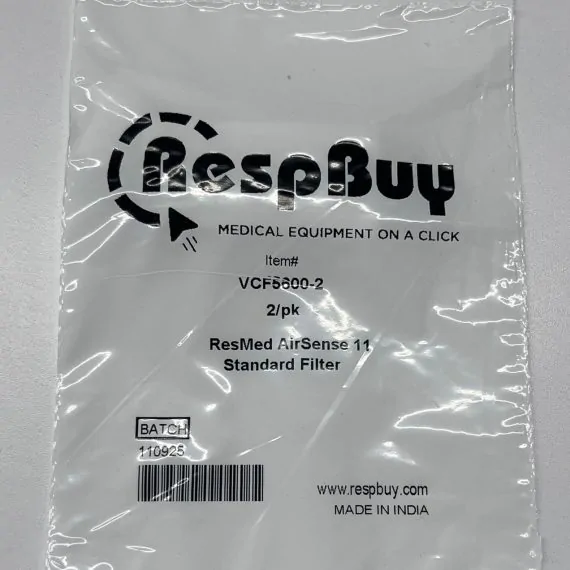 RespBuy
MEDICAL EQUIPMENT ON A CLICK
Item#
VCF5600-2
2/pk
ResMed AirSense 11
Standard Filter
BATCH
110925
www.respbuy.com
MADE IN INDIA